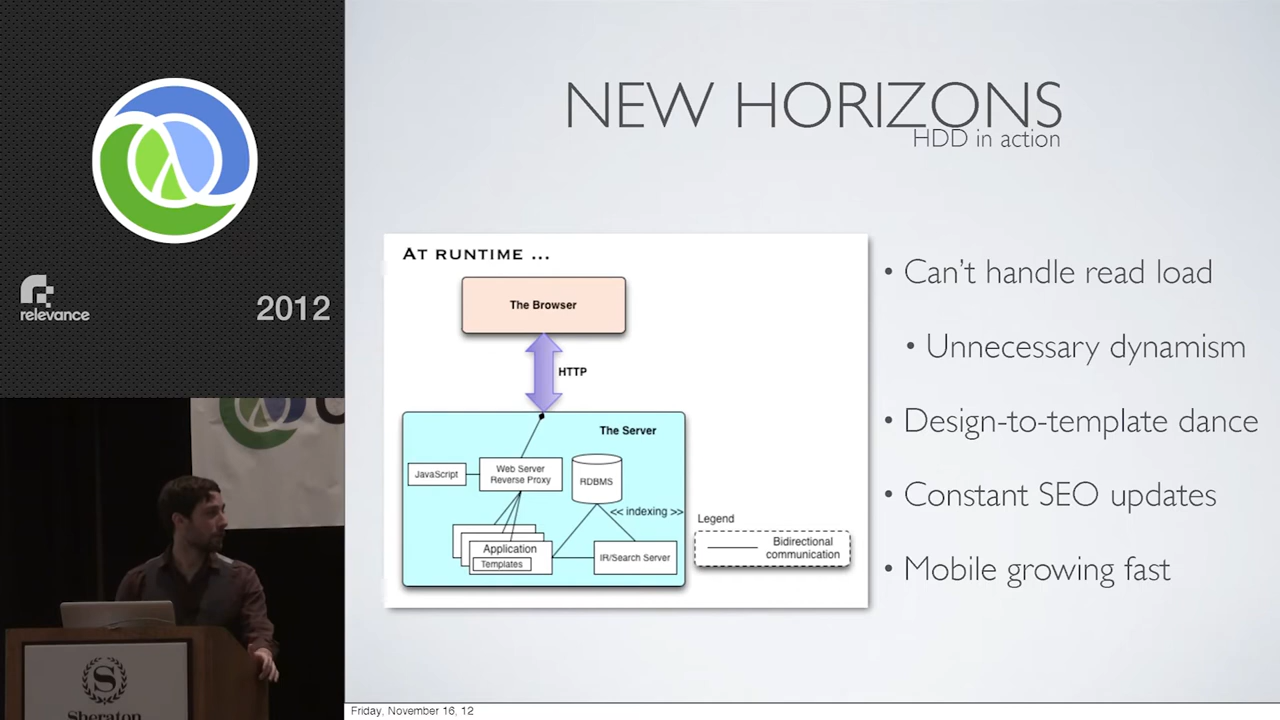 NEW HORIZONS
HDD in action
relevance
2012
AT RUNTIME ...
The Browser
HTTP
The Server
JavaScript
Web Server
Reverse Proxy
RDBMS
<< indexing >>
Application
Templates
IR/Search Server
Legend
Bidirectional
communication
• Can't handle read load
• Unnecessary dynamism
• Design-to-template dance
• Constant SEO updates
• Mobile growing fast
S
Sheraton
Friday, November 16, 12